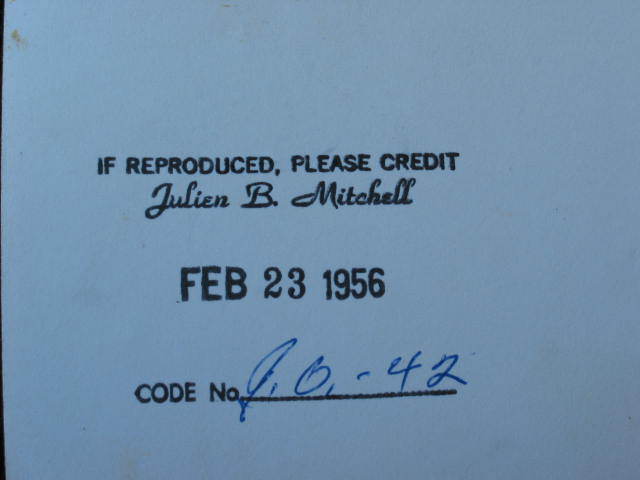 IF REPRODUCED, PLEASE CREDIT
Julien B. Mitchell
FEB 23 1956
CODE No. J.O.-42